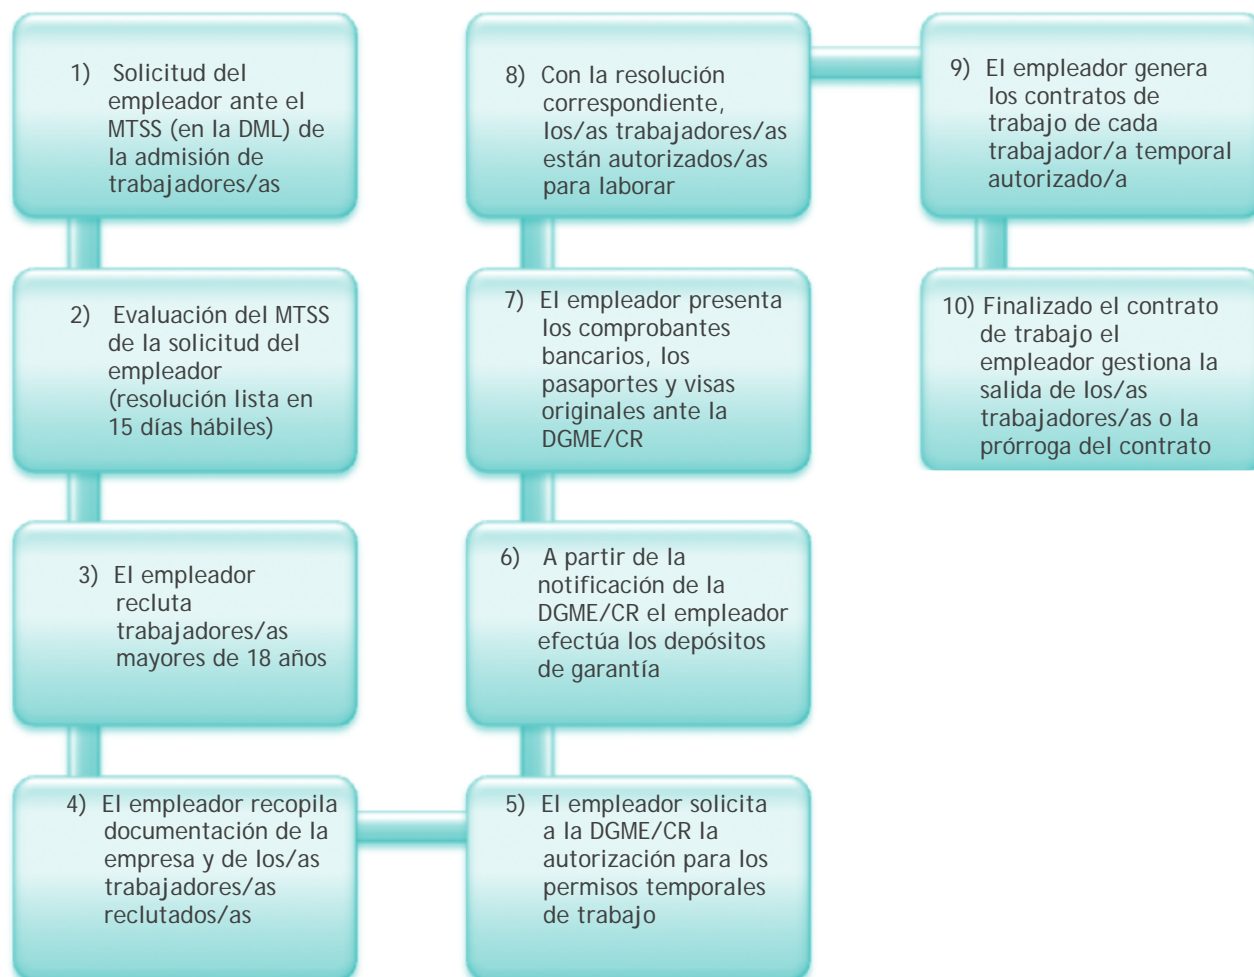 1) Solicitud del
empleador ante el
MTSS (en la DML) de
la admisión de
trabajadores/as
2) Evaluación del MTSS
de la solicitud del
empleador
(resolución lista en
15 días hábiles)
3) El empleador
recluta
trabajadores/as
mayores de 18 años
4) El empleador recopila
documentación de la
empresa y de los/as
trabajadores/as
reclutados/as
5) El empleador solicita
a la DGME/CR la
autorización para los
permisos temporales
de trabajo
6) A partir de la
notificación de la
DGME/CR el empleador
efectúa los depósitos
de garantía
7) El empleador presenta
los comprobantes
bancarios, los
pasaportes y visas
originales ante la
DGME/CR
8) Con la resolución
correspondiente,
los/as trabajadores/as
están autorizados/as
para laborar
9) El empleador genera
los contratos de
trabajo de cada
trabajador/a temporal
autorizado/a
10) Finalizado el contrato
de trabajo el
empleador gestiona la
salida de los/as
trabajadores/as o la
prórroga del contrato